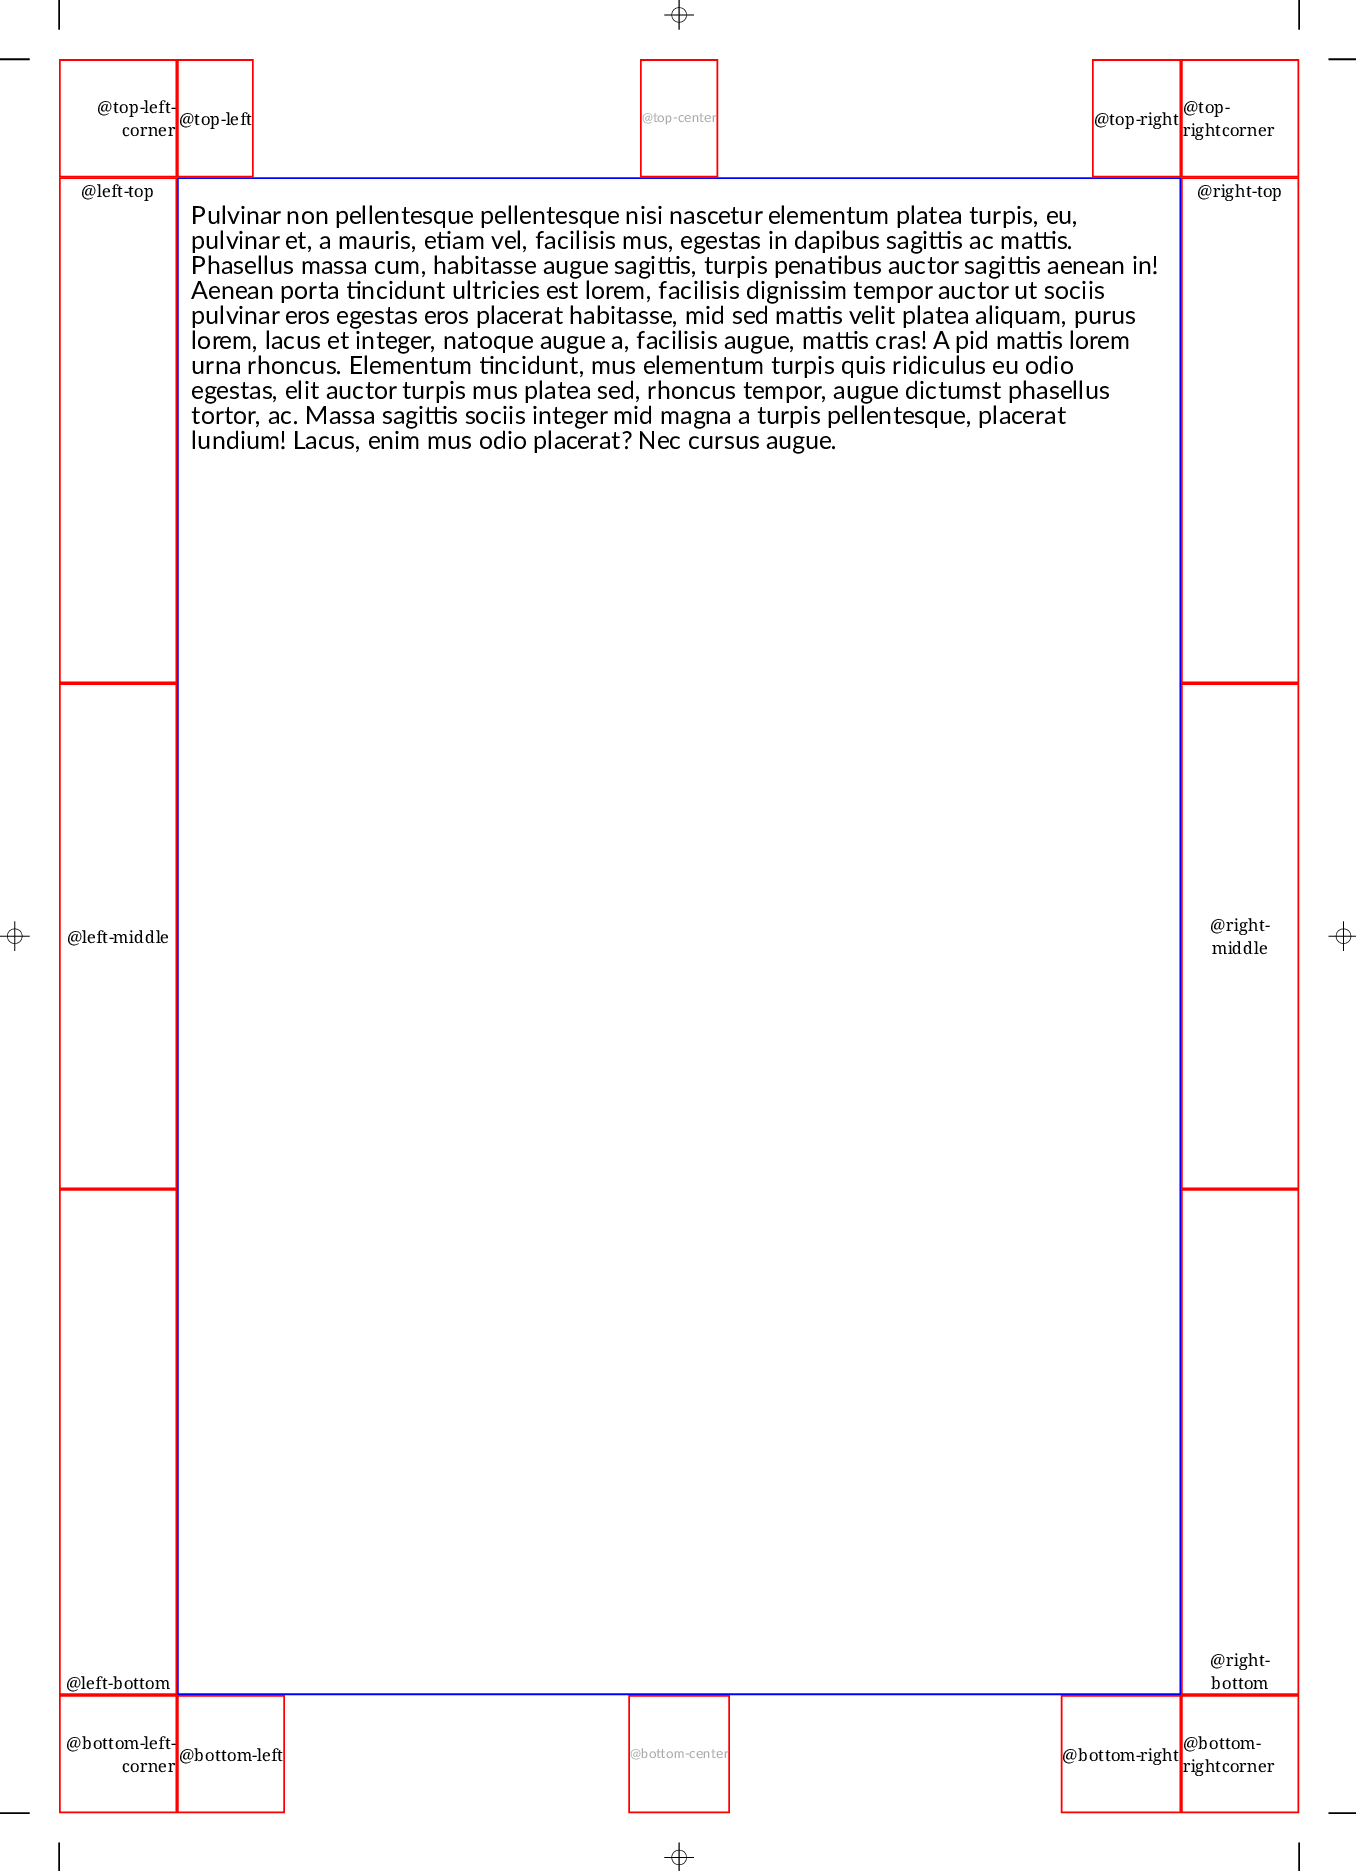 @top-left-
corner
@top-left
@top-center
@top-right
@top-
rightcorner
@left-top
@right-top
Pulvinar non pellentesque pellentesque nisi nascetur elementum platea turpis, eu,
pulvinar et, a mauris, etiam vel, facilisis mus, egestas in dapibus sagittis ac mattis.
Phasellus massa cum, habitasse augue sagittis, turpis penatibus auctor sagittis aenean in!
Aenean porta tincidunt ultricies est lorem, facilisis dignissim tempor auctor ut sociis
pulvinar eros egestas eros placerat habitasse, mid sed mattis velit platea aliquam, purus
lorem, lacus et integer, natoque augue a, facilisis augue, mattis cras! A pid mattis lorem
urna rhoncus. Elementum tincidunt, mus elementum turpis quis ridiculus eu odio
egestas, elit auctor turpis mus platea sed, rhoncus tempor, augue dictumst phasellus
tortor, ac. Massa sagittis sociis integer mid magna a turpis pellentesque, placerat
lundium! Lacus, enim mus odio placerat? Nec cursus augue.
@left-middle
@right-
middle
@left-bottom
@right-
bottom
@bottom-left-
corner
@bottom-left
@bottom-center
@bottom-right
@bottom-
rightcorner